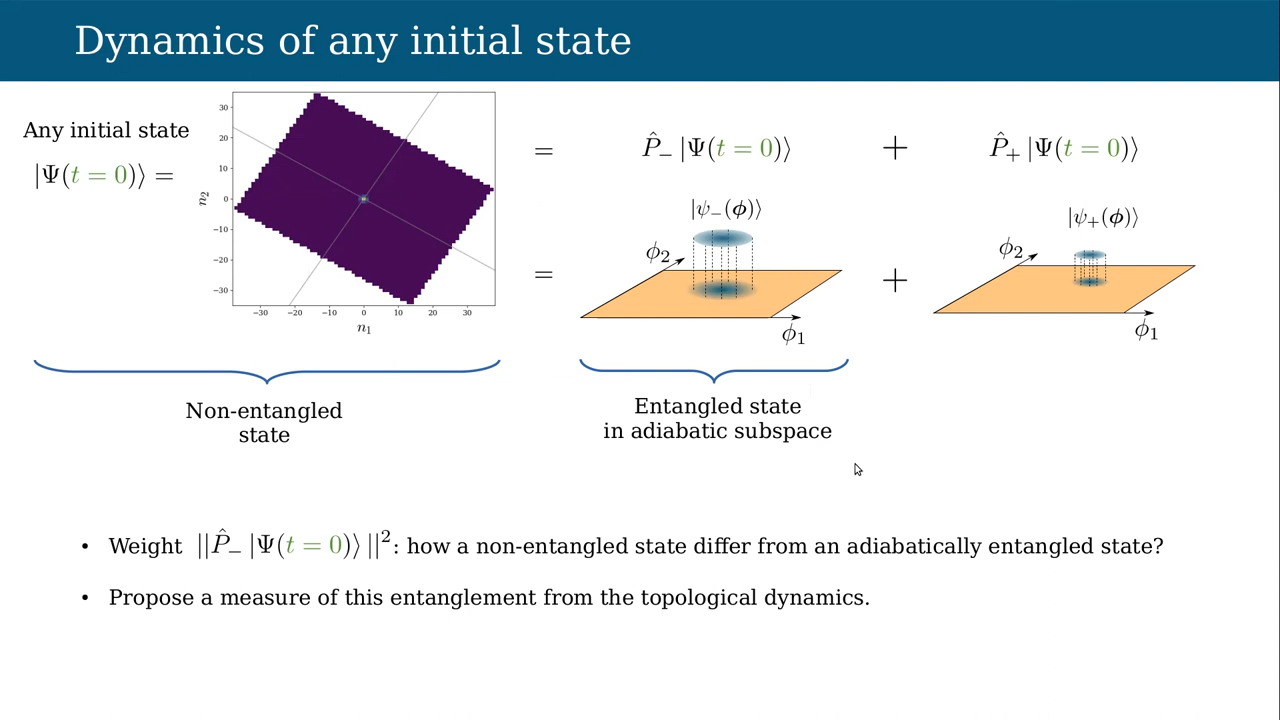 Dynamics of any initial state
Any initial state
|Ψ(t = 0)⟩ =
30
20
10
0
−10
−20
−30
n₂
−30 −20 −10 0 10 20 30
n₁
= P̂₋ |Ψ(t = 0)⟩ + P̂₊ |Ψ(t = 0)⟩
|ψ₋(ϕ)⟩
|ψ₊(ϕ)⟩
= ϕ₂ ϕ₁ + ϕ₂ ϕ₁
Non-entangled
state
Entangled state
in adiabatic subspace
• Weight ||P̂₋ |Ψ(t = 0)⟩ ||²: how a non-entangled state differ from an adiabatically entangled state?
• Propose a measure of this entanglement from the topological dynamics.